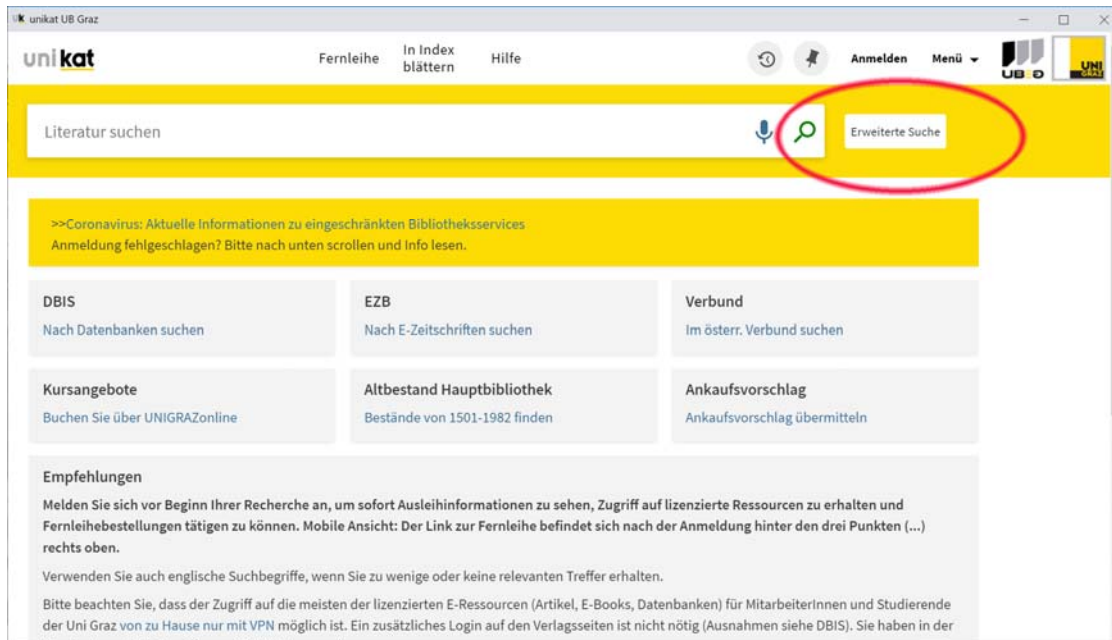 unikat UB Graz
unikat
Fernleihe
In Index
blättern
Hilfe
Anmelden
Menü
UB G
UNI
GRAZ
Literatur suchen
Erweiterte Suche
>>Coronavirus: Aktuelle Informationen zu eingeschränkten Bibliotheksservices
Anmeldung fehlgeschlagen? Bitte nach unten scrollen und Info lesen.
DBIS
Nach Datenbanken suchen
EZB
Nach E-Zeitschriften suchen
Verbund
Im österr. Verbund suchen
Kursangebote
Buchen Sie über UNIGRAZonline
Altbestand Hauptbibliothek
Bestände von 1501-1982 finden
Ankaufsvorschlag
Ankaufsvorschlag übermitteln
Empfehlungen
Melden Sie sich vor Beginn Ihrer Recherche an, um sofort Ausleihinformationen zu sehen, Zugriff auf lizenzierte Ressourcen zu erhalten und
Fernleihebestellungen tätigen zu können. Mobile Ansicht: Der Link zur Fernleihe befindet sich nach der Anmeldung hinter den drei Punkten (...)
rechts oben.
Verwenden Sie auch englische Suchbegriffe, wenn Sie zu wenige oder keine relevanten Treffer erhalten.
Bitte beachten Sie, dass der Zugriff auf die meisten der lizenzierten E-Ressourcen (Artikel, E-Books, Datenbanken) für MitarbeiterInnen und Studierende
der Uni Graz von zu Hause nur mit VPN möglich ist. Ein zusätzliches Login auf den Verlagsseiten ist nicht nötig (Ausnahmen siehe DBIS). Sie haben in der